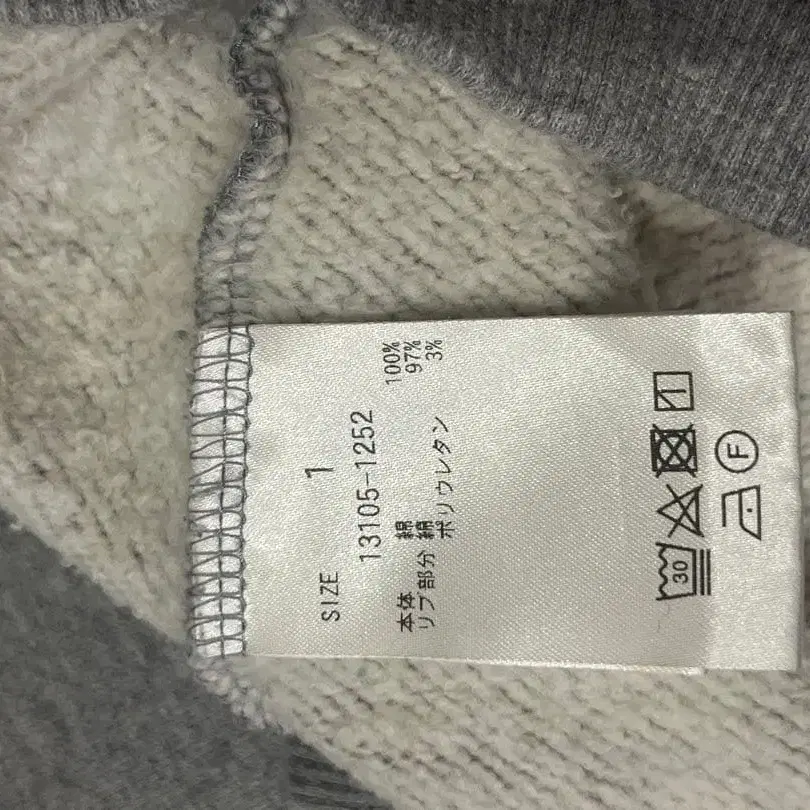 SIZE 1
13105-1252
本体 綿 100%
リブ部分 綿 97%
ポリウレタン 3%
30
F